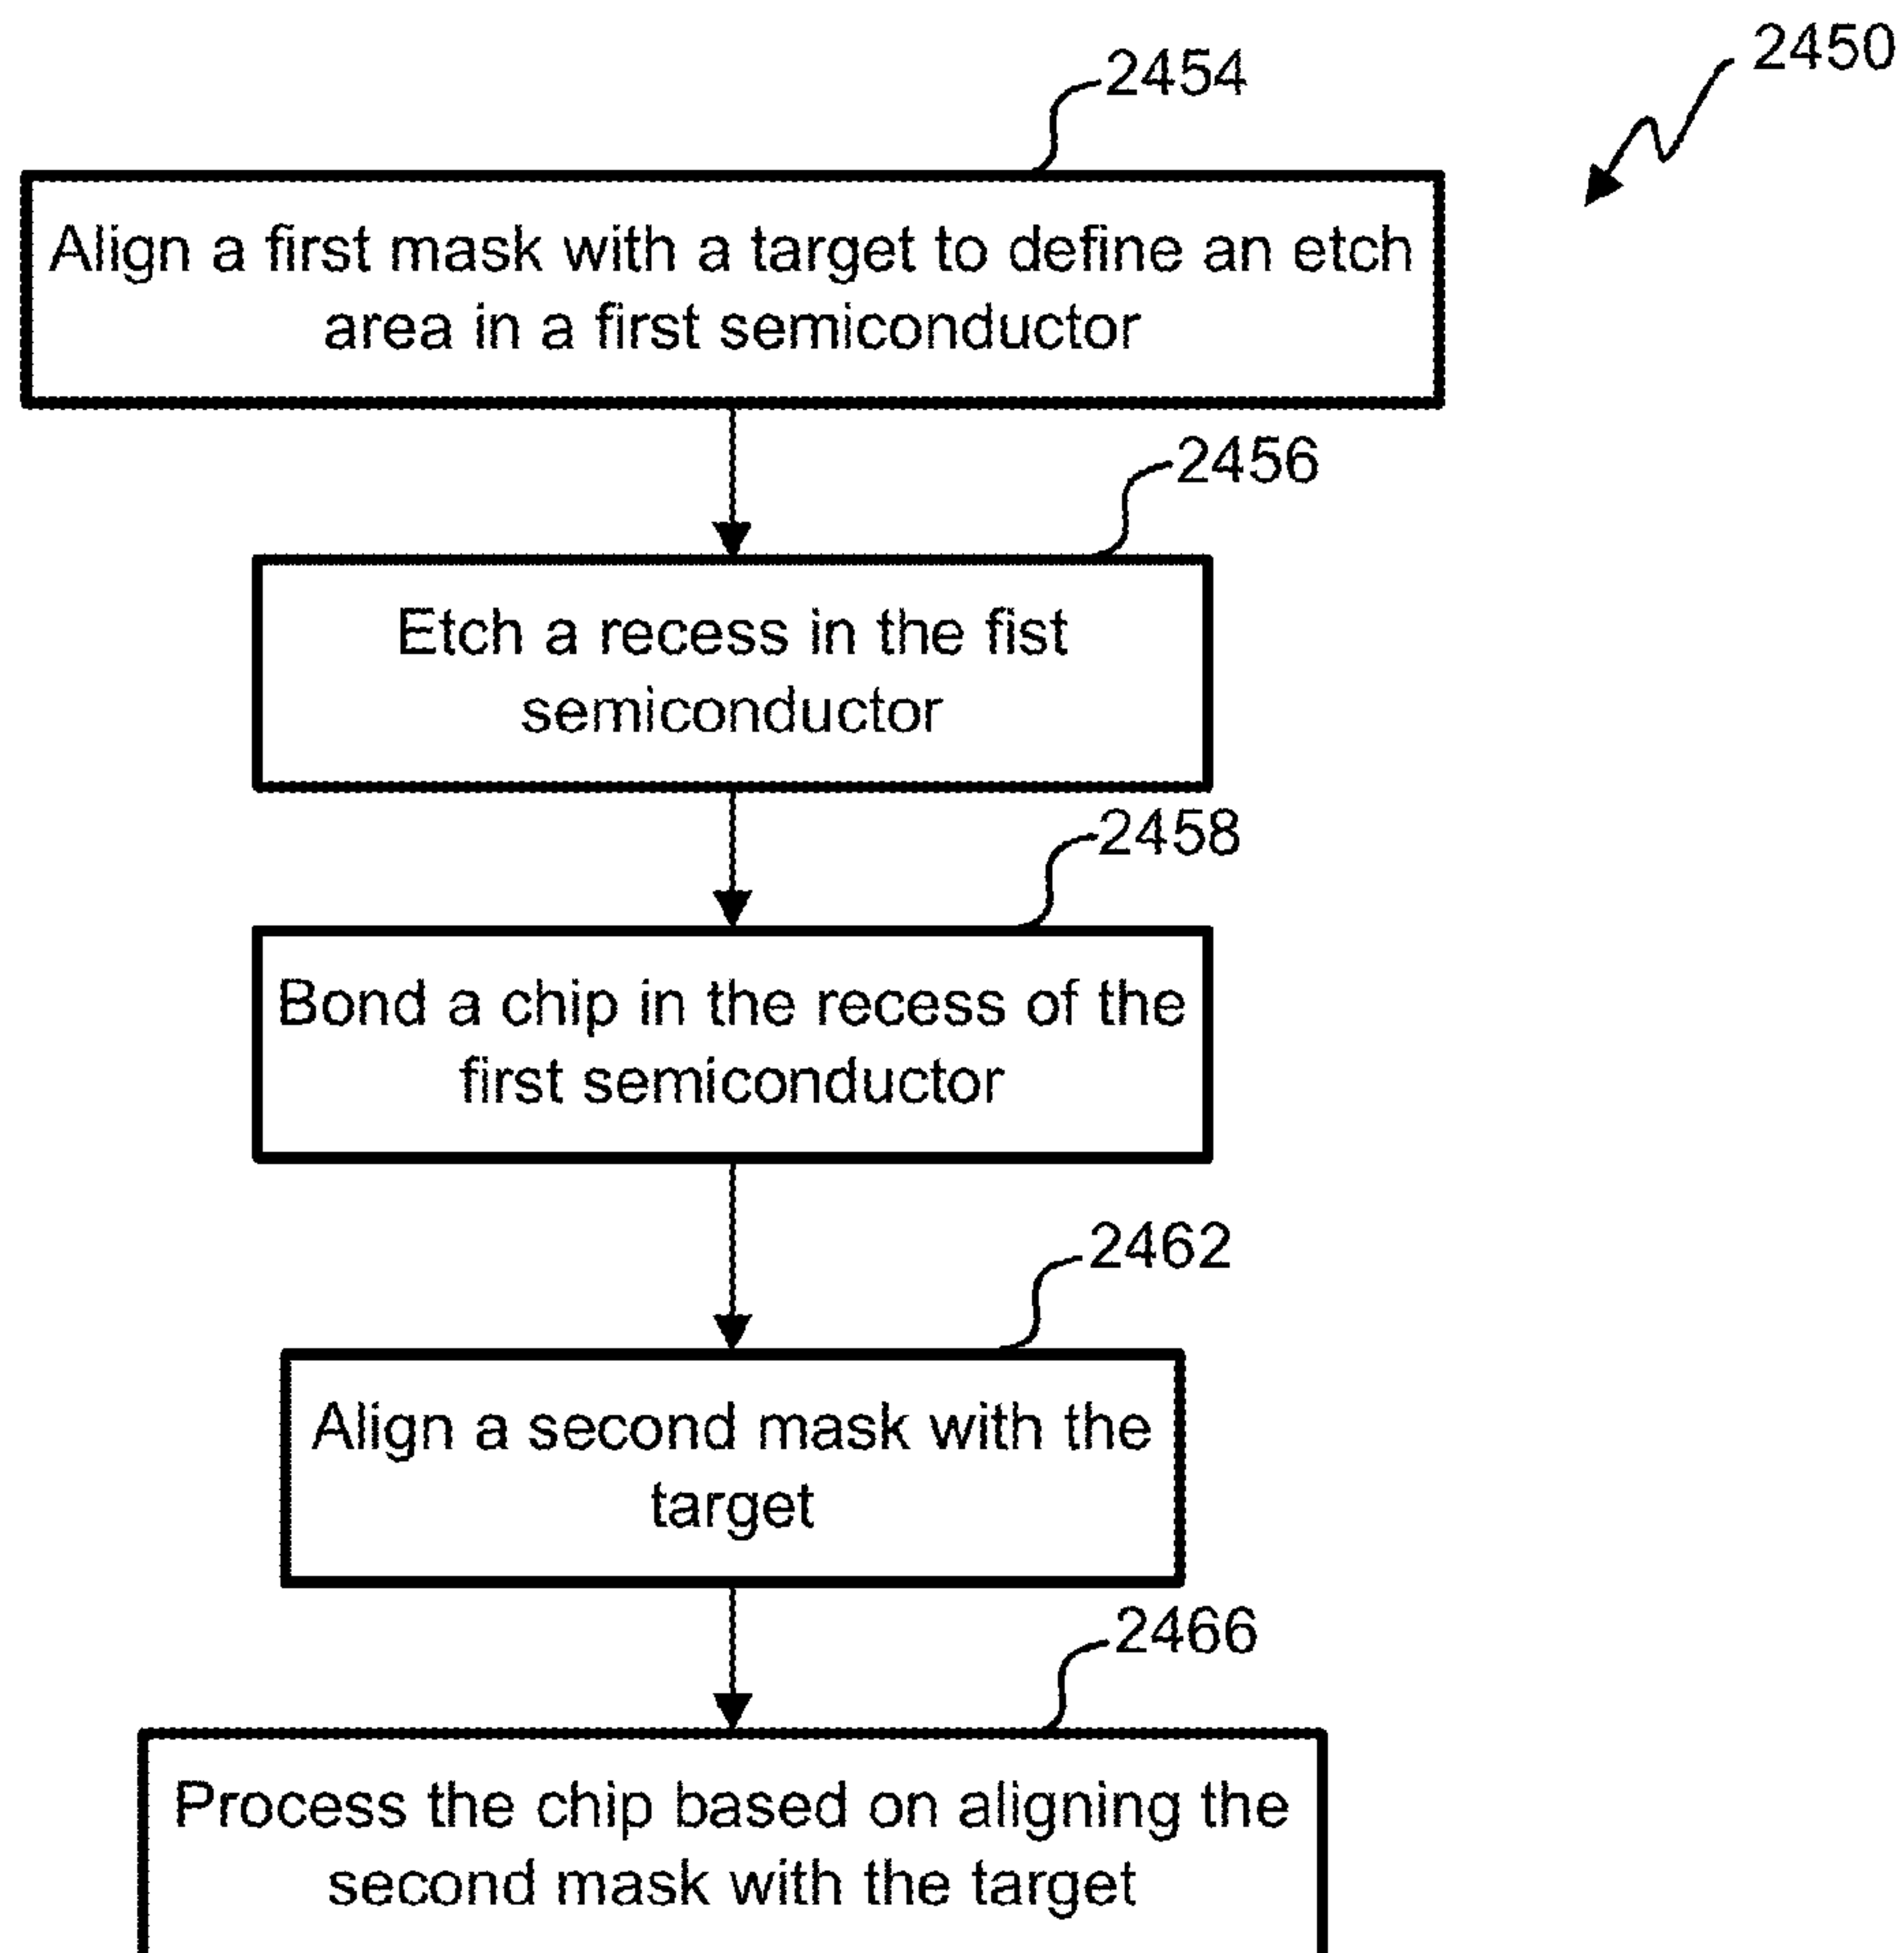 2450
2454
Align a first mask with a target to define an etch
area in a first semiconductor
2456
Etch a recess in the fist
semiconductor
2458
Bond a chip in the recess of the
first semiconductor
2462
Align a second mask with the
target
2466
Process the chip based on aligning the
second mask with the target